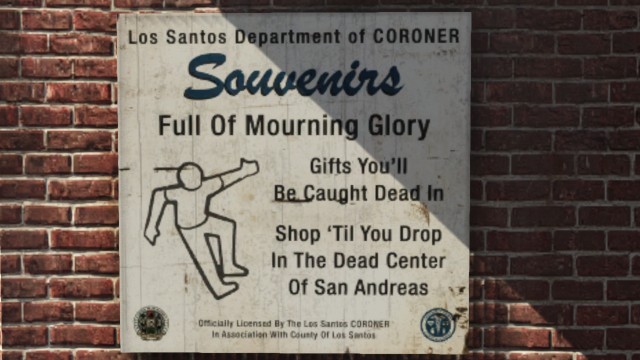 Los Santos Department of CORONER
Souvenirs
Full Of Mourning Glory
Gifts You'll
Be Caught Dead In
Shop 'Til You Drop
In The Dead Center
Of San Andreas
Officially Licensed By The Los Santos CORONER
In Association With County Of Los Santos